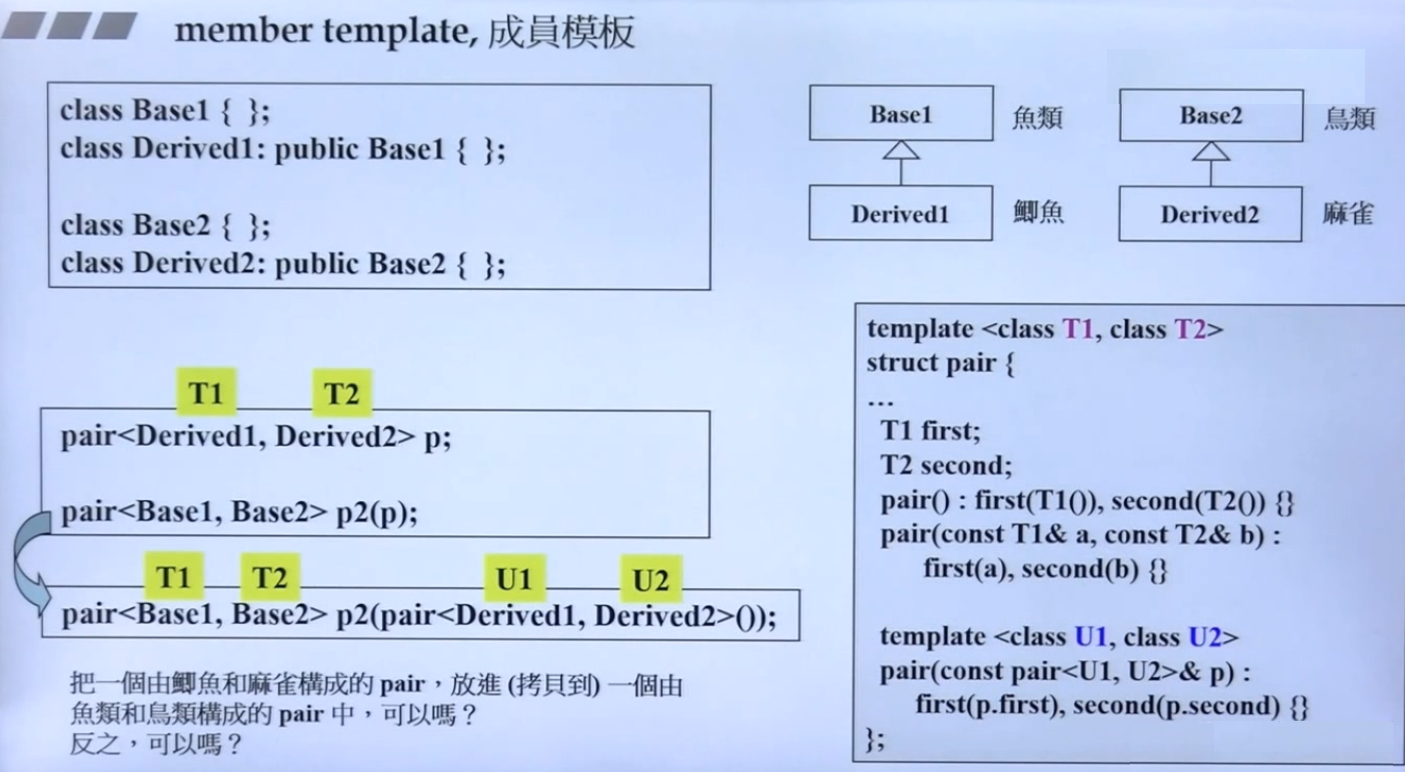 member template, 成員模板
class Base1 { };
class Derived1: public Base1 { };
class Base2 { };
class Derived2: public Base2 { };
Base1 魚類
Derived1 鯽魚
Base2 鳥類
Derived2 麻雀
T1 T2
pair<Derived1, Derived2> p;
pair<Base1, Base2> p2(p);
T1 T2 U1 U2
pair<Base1, Base2> p2(pair<Derived1, Derived2>());
把一個由鯽魚和麻雀構成的 pair，放進 (拷貝到) 一個由
魚類和鳥類構成的 pair 中，可以嗎？
反之，可以嗎？
template <class T1, class T2>
struct pair {
...
T1 first;
T2 second;
pair() : first(T1()), second(T2()) {}
pair(const T1& a, const T2& b) :
first(a), second(b) {}
template <class U1, class U2>
pair(const pair<U1, U2>& p) :
first(p.first), second(p.second) {}
};